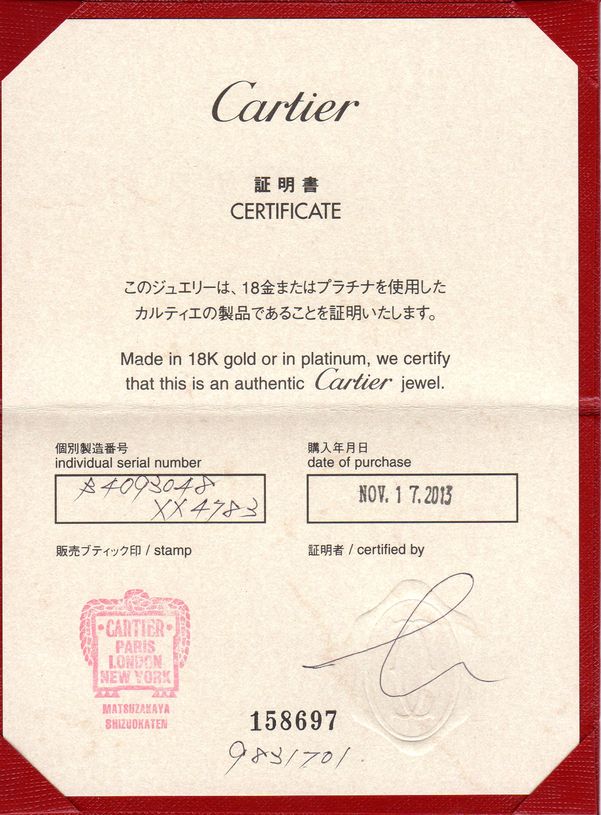 Cartier
証明書
CERTIFICATE
このジュエリーは、18金またはプラチナを使用した
カルティエの製品であることを証明いたします。
Made in 18K gold or in platinum, we certify
that this is an authentic Cartier jewel.
個別製造番号
individual serial number
B4093048
XX4783
購入年月日
date of purchase
NOV. 17. 2013
販売ブティック印 / stamp
証明者 / certified by
CARTIER
PARIS
LONDON
NEW YORK
MATSUZAKAYA
SHIZUOKATEN
158697
9831701.